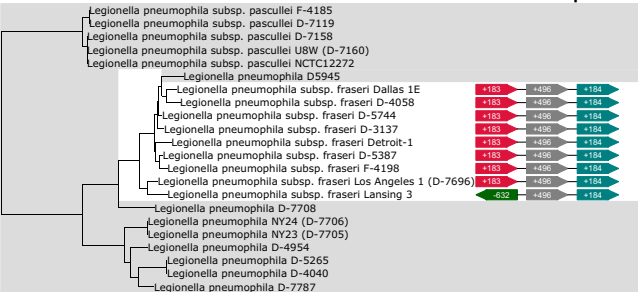 Legionella pneumophila subsp. pascullei F-4185
Legionella pneumophila subsp. pascullei D-7119
Legionella pneumophila subsp. pascullei D-7158
Legionella pneumophila subsp. pascullei U8W (D-7160)
Legionella pneumophila subsp. pascullei NCTC12272
Legionella pneumophila D5945
Legionella pneumophila subsp. fraseri Dallas 1E +183 +496 +184
Legionella pneumophila subsp. fraseri D-4058 +183 +496 +184
Legionella pneumophila subsp. fraseri D-5744 +183 +496 +184
Legionella pneumophila subsp. fraseri D-3137 +183 +496 +184
Legionella pneumophila subsp. fraseri Detroit-1 +183 +496 +184
Legionella pneumophila subsp. fraseri D-5387 +183 +496 +184
Legionella pneumophila subsp. fraseri F-4198 +183 +496 +184
Legionella pneumophila subsp. fraseri Los Angeles 1 (D-7696) +183 +496 +184
Legionella pneumophila subsp. fraseri Lansing 3 -632 +496 +184
Legionella pneumophila D-7708
Legionella pneumophila NY24 (D-7706)
Legionella pneumophila NY23 (D-7705)
Legionella pneumophila D-4954
Legionella pneumophila D-5265
Legionella pneumophila D-4040
Legionella pneumophila D-7787